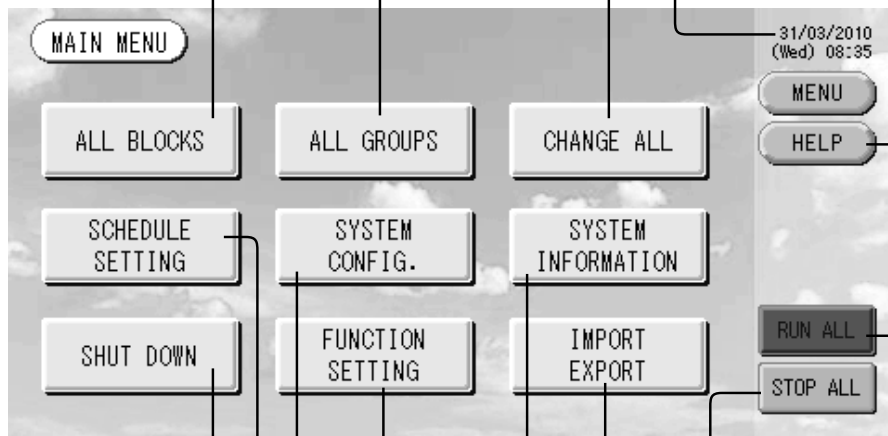 MAIN MENU
31/03/2010
(Wed) 08:35
MENU
HELP
ALL BLOCKS
ALL GROUPS
CHANGE ALL
SCHEDULE
SETTING
SYSTEM
CONFIG.
SYSTEM
INFORMATION
SHUT DOWN
FUNCTION
SETTING
IMPORT
EXPORT
RUN ALL
STOP ALL